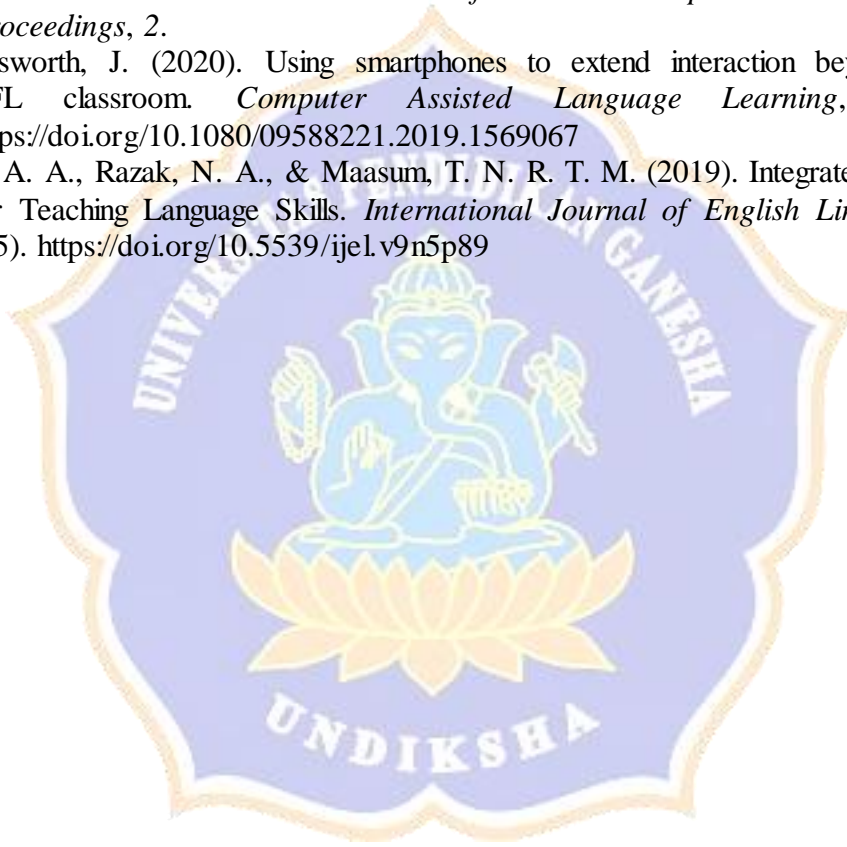 roceedings, 2.
sworth, J. (2020). Using smartphones to extend interaction bey
FL classroom. Computer Assisted Language Learning,
ps://doi.org/10.1080/09588221.2019.1569067
A. A., Razak, N. A., & Maasum, T. N. R. T. M. (2019). Integrate
r Teaching Language Skills. International Journal of English Lin
5). https://doi.org/10.5539/ijel.v9n5p89
UNIVERSITAS PENDIDIKAN GANESHA
UNDIKSHA